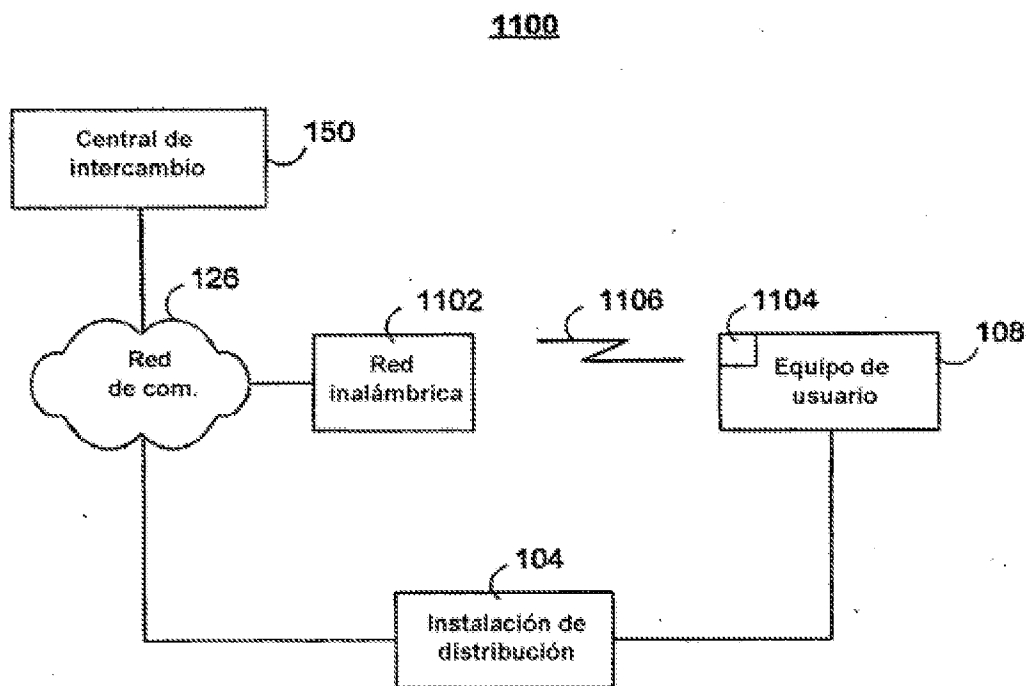 1100
Central de
intercambio
150
126
Red
de com.
1102
Red
inalámbrica
1106
1104
Equipo de
usuario
108
104
Instalación de
distribución